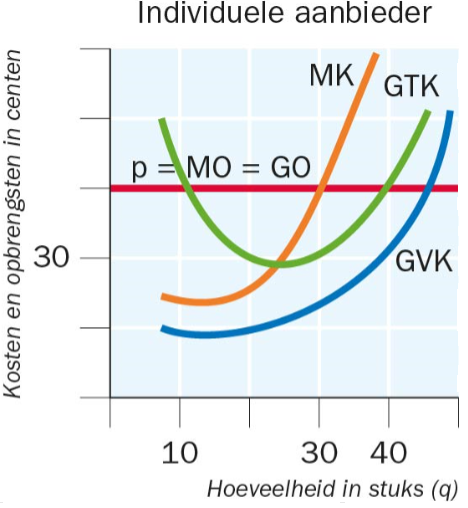 Individuele aanbieder
Kosten en opbrengsten in centen
MK
GTK
p = MO = GO
30
GVK
10 30 40
Hoeveelheid in stuks (q)